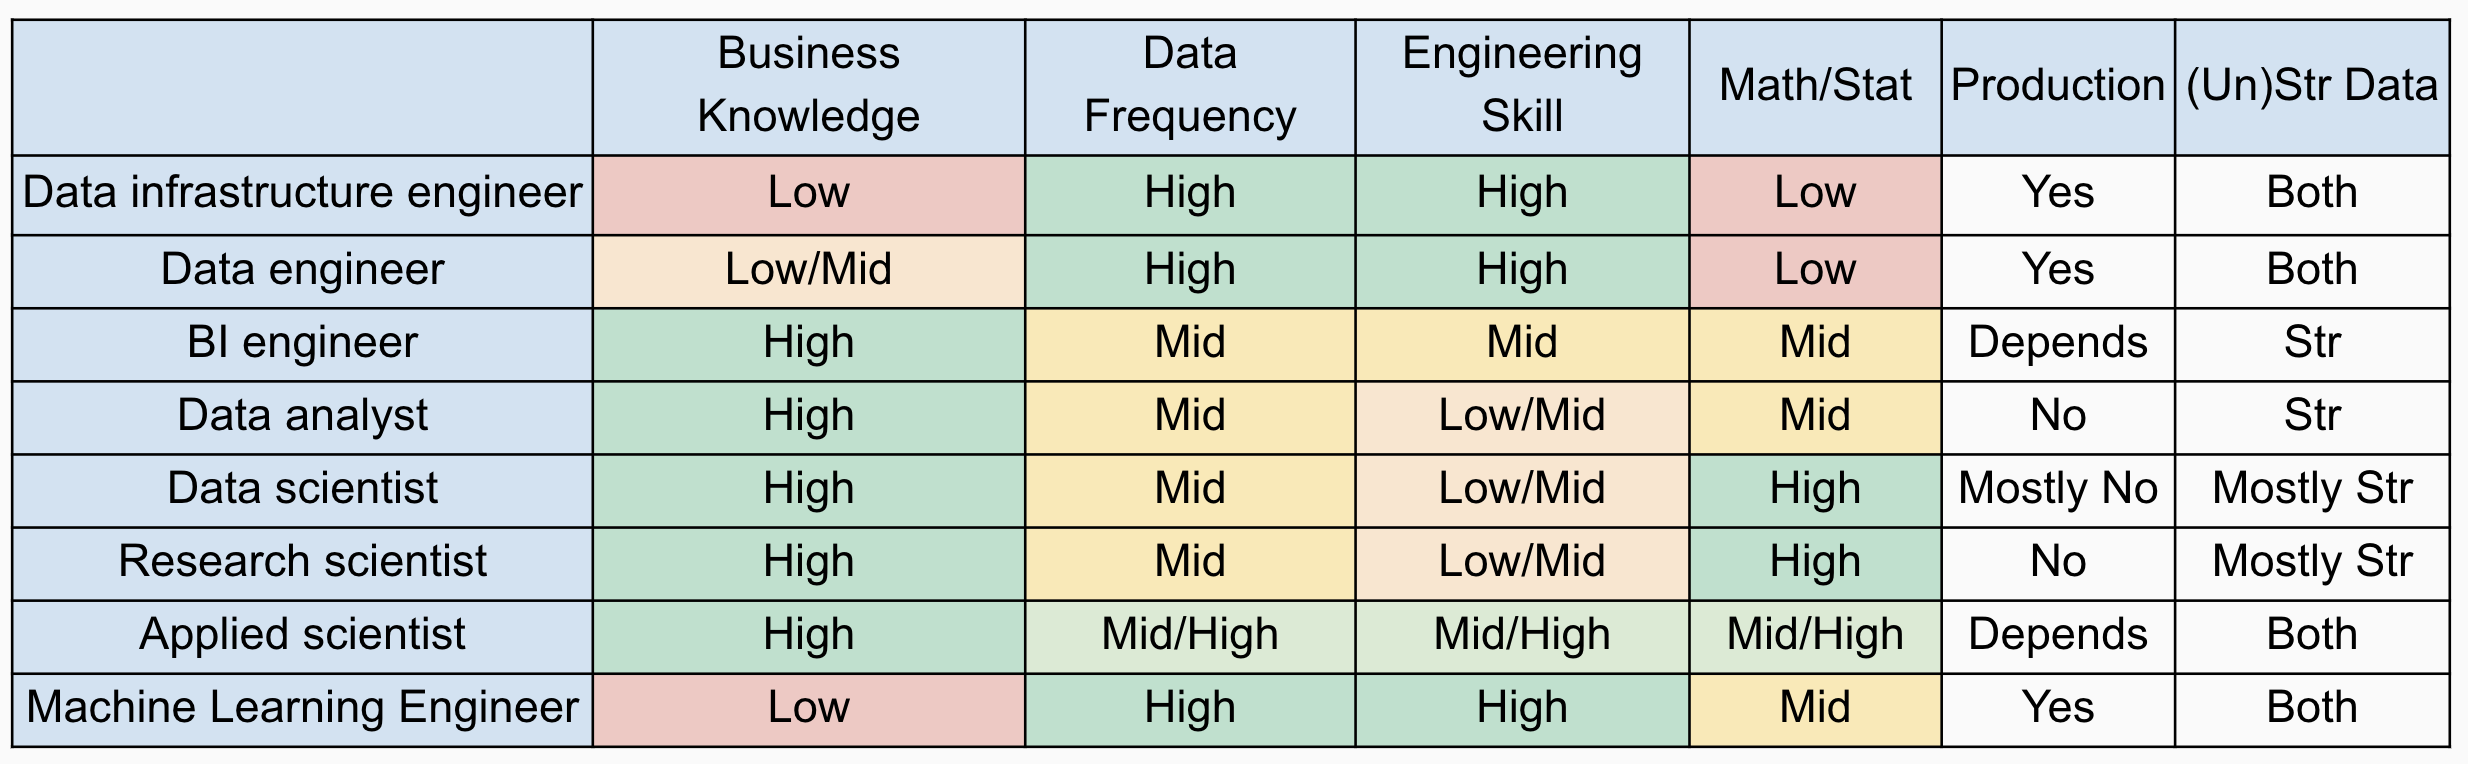 Business Knowledge Data Frequency Engineering Skill Math/Stat Production (Un)Str Data
Data infrastructure engineer Low High High Low Yes Both
Data engineer Low/Mid High High Low Yes Both
BI engineer High Mid Mid Mid Depends Str
Data analyst High Mid Low/Mid Mid No Str
Data scientist High Mid Low/Mid High Mostly No Mostly Str
Research scientist High Mid Low/Mid High No Mostly Str
Applied scientist High Mid/High Mid/High Mid/High Depends Both
Machine Learning Engineer Low High High Mid Yes Both